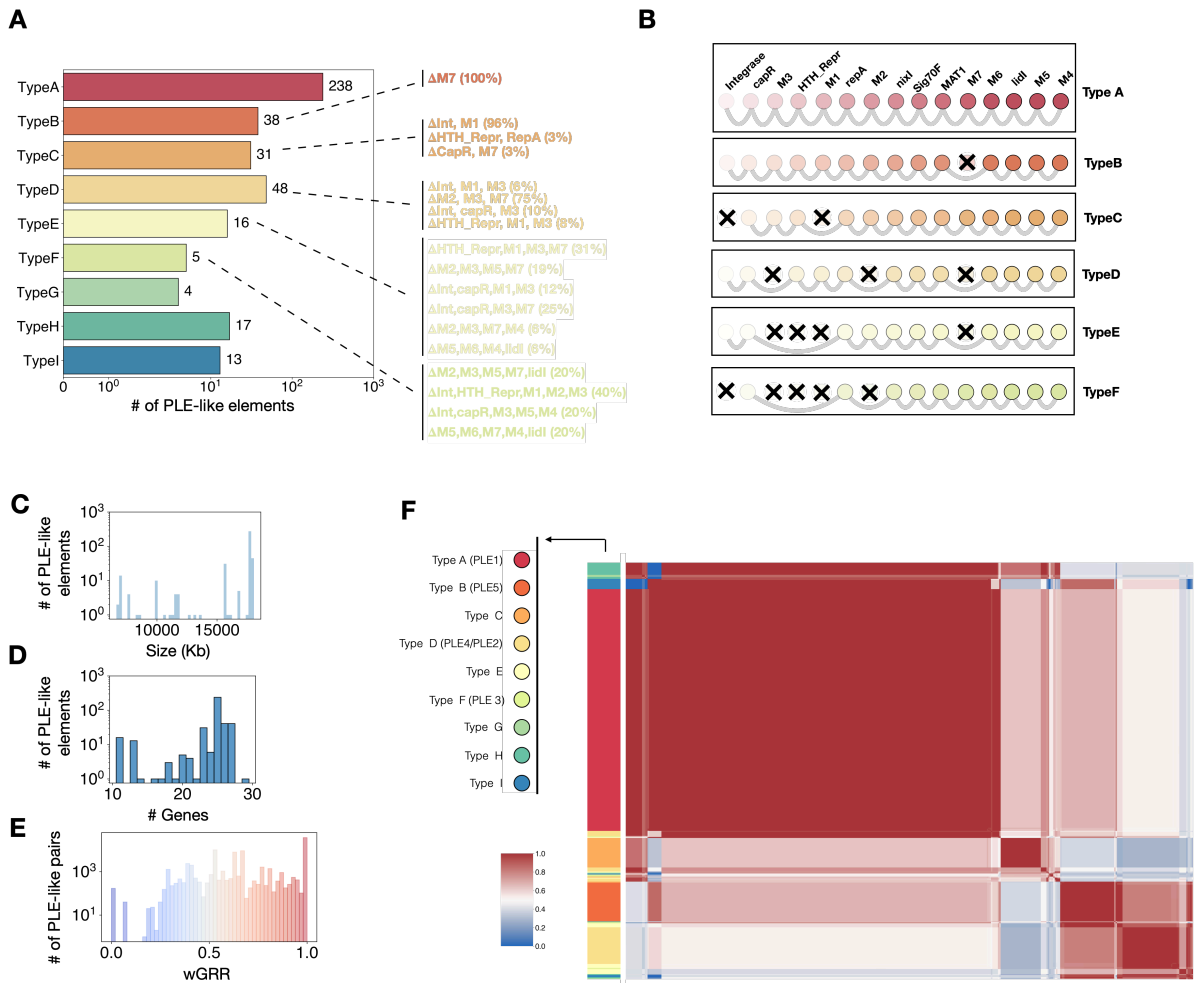 A
TypeA
238
TypeB
38
TypeC
31
TypeD
48
TypeE
16
TypeF
5
TypeG
4
TypeH
17
TypeI
13
0
10⁰
10¹
10²
10³
# of PLE-like elements
ΔM7 (100%)
ΔInt, M1 (96%)
ΔHTH_Repr, RepA (3%)
ΔCapR, M7 (3%)
ΔInt, M1, M3 (6%)
ΔM2, M3, M7 (75%)
ΔInt, capR, M3 (10%)
ΔHTH_Repr, M1, M3 (8%)
ΔHTH_Repr,M1,M3,M7 (31%)
ΔM2,M3,M5,M7 (19%)
ΔInt,capR,M1,M3 (12%)
ΔInt,capR,M3,M7 (25%)
ΔM2,M3,M7,M4 (6%)
ΔM5,M6,M4,lidI (6%)
ΔM2,M3,M5,M7,lidI (20%)
ΔInt,HTH_Repr,M1,M2,M3 (40%)
ΔInt,capR,M3,M5,M4 (20%)
ΔM5,M6,M7,M4,lidI (20%)
B
Integrase
capR
M3
HTH_Repr
M1
repA
M2
nixI
Sig70F
MAT1
M7
M6
lidI
M5
M4
Type A
TypeB
TypeC
TypeD
TypeE
TypeF
C
# of PLE-like
elements
10³
10²
10¹
10⁰
10000
15000
Size (Kb)
D
# of PLE-like
elements
10³
10²
10¹
10⁰
10
20
30
# Genes
E
# of PLE-like pairs
10³
10¹
0.0
0.5
1.0
wGRR
F
Type A (PLE1)
Type B (PLE5)
Type C
Type D (PLE4/PLE2)
Type E
Type F (PLE 3)
Type G
Type H
Type I
1.0
0.8
0.6
0.4
0.2
0.0